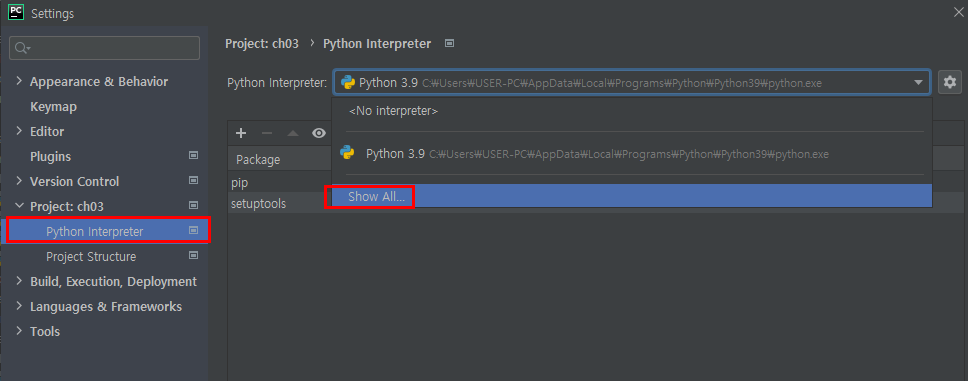 PC Settings
Project: ch03 > Python Interpreter
Appearance & Behavior
Python Interpreter: Python 3.9 C:₩Users₩USER-PC₩AppData₩Local₩Programs₩Python₩Python39₩python.exe
Keymap
<No interpreter>
Editor
Plugins
Python 3.9 C:₩Users₩USER-PC₩AppData₩Local₩Programs₩Python₩Python39₩python.exe
Package
Version Control
pip
Project: ch03
Show All...
setuptools
Python Interpreter
Project Structure
Build, Execution, Deployment
Languages & Frameworks
Tools